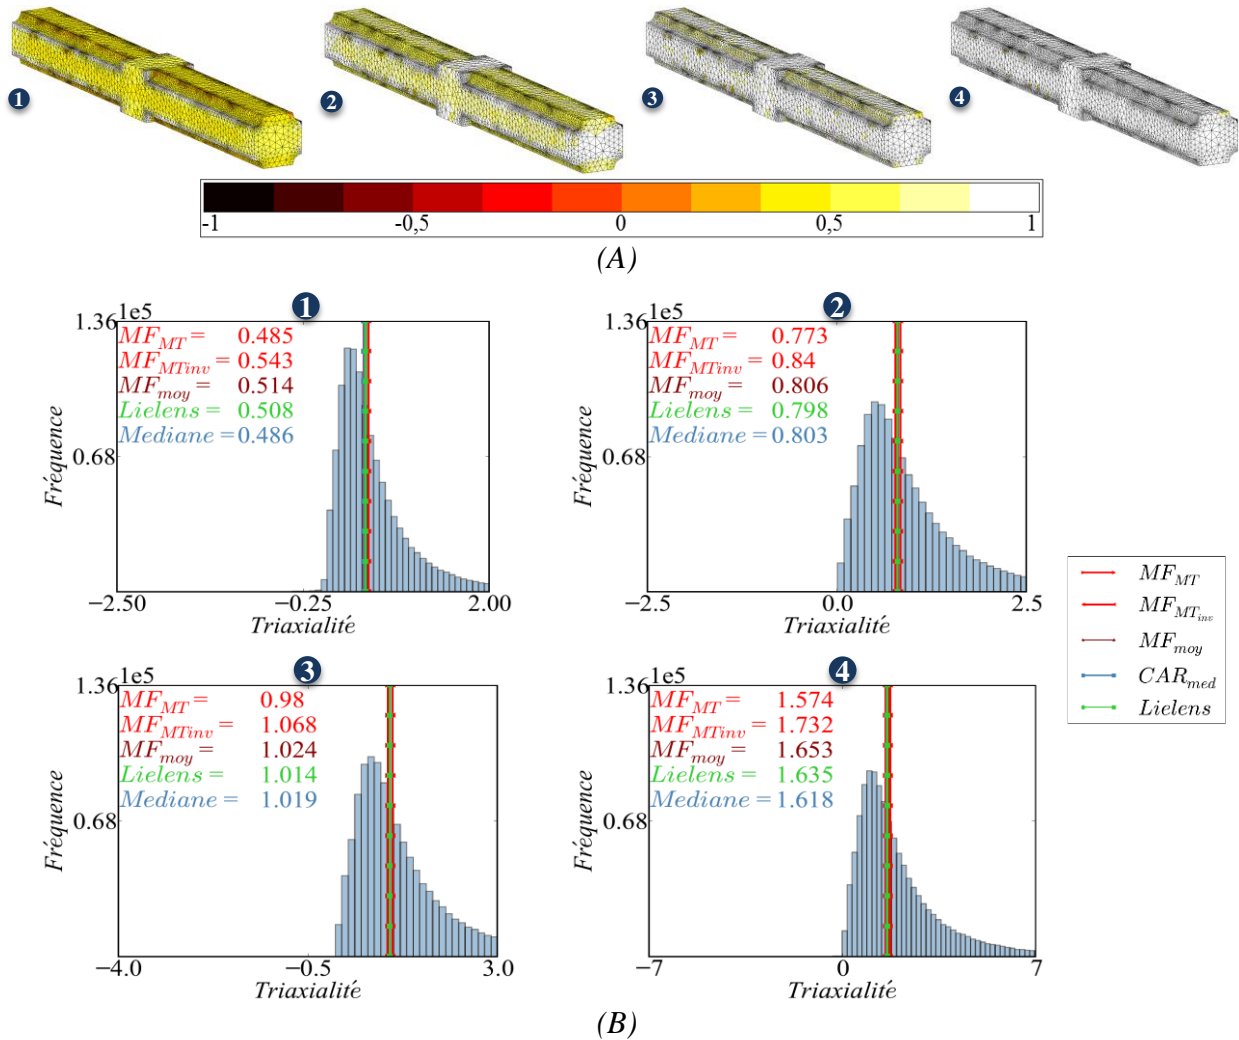 1 2 3 4
-1 -0,5 0 0,5 1
(A)
1
1.36 1e5
MF_MT = 0.485
MF_MTinv = 0.543
MF_moy = 0.514
Lielens = 0.508
Mediane = 0.486
0.68
Fréquence
−2.50 −0.25 2.00
Triaxialité
2
1.36 1e5
MF_MT = 0.773
MF_MTinv = 0.84
MF_moy = 0.806
Lielens = 0.798
Mediane = 0.803
0.68
Fréquence
−2.5 0.0 2.5
Triaxialité
MF_MT
MF_MTinv
MF_moy
CAR_med
Lielens
3
1.36 1e5
MF_MT = 0.98
MF_MTinv = 1.068
MF_moy = 1.024
Lielens = 1.014
Mediane = 1.019
0.68
Fréquence
−4.0 −0.5 3.0
Triaxialité
4
1.36 1e5
MF_MT = 1.574
MF_MTinv = 1.732
MF_moy = 1.653
Lielens = 1.635
Mediane = 1.618
0.68
Fréquence
−7 0 7
Triaxialité
(B)